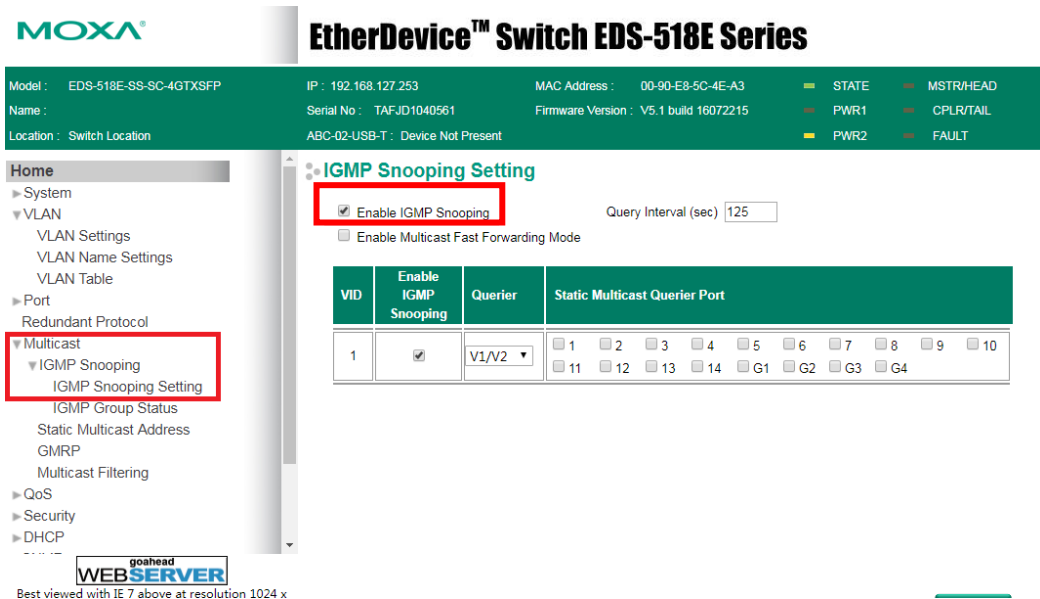 MOXA®
EtherDevice™ Switch EDS-518E Series
Model : EDS-518E-SS-SC-4GTXSFP
IP : 192.168.127.253
MAC Address : 00-90-E8-5C-4E-A3
STATE
MSTR/HEAD
Name :
Serial No : TAFJD1040561
Firmware Version : V5.1 build 16072215
PWR1
CPLR/TAIL
Location : Switch Location
ABC-02-USB-T : Device Not Present
PWR2
FAULT
Home
System
VLAN
VLAN Settings
VLAN Name Settings
VLAN Table
Port
Redundant Protocol
Multicast
IGMP Snooping
IGMP Snooping Setting
IGMP Group Status
Static Multicast Address
GMRP
Multicast Filtering
QoS
Security
DHCP
goahead
WEBSERVER
Best viewed with IE 7 above at resolution 1024 x
IGMP Snooping Setting
Enable IGMP Snooping
Query Interval (sec) 125
Enable Multicast Fast Forwarding Mode
VID
Enable
IGMP
Snooping
Querier
Static Multicast Querier Port
1
V1/V2
1 2 3 4 5 6 7 8 9 10
11 12 13 14 G1 G2 G3 G4